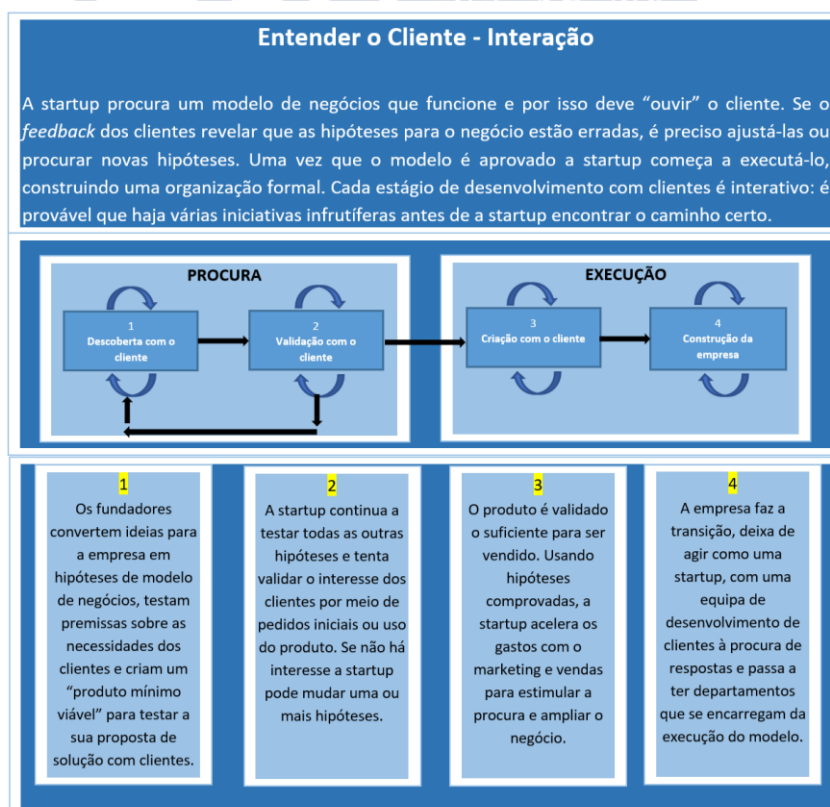 Entender o Cliente - Interação
A startup procura um modelo de negócios que funcione e por isso deve “ouvir” o cliente. Se o
feedback dos clientes revelar que as hipóteses para o negócio estão erradas, é preciso ajustá-las ou
procurar novas hipóteses. Uma vez que o modelo é aprovado a startup começa a executá-lo,
construindo uma organização formal. Cada estágio de desenvolvimento com clientes é interativo: é
provável que haja várias iniciativas infrutíferas antes de a startup encontrar o caminho certo.
PROCURA
1
Descoberta com o
cliente
2
Validação com o
cliente
EXECUÇÃO
3
Criação com o cliente
4
Construção da
empresa
1
Os fundadores
convertem ideias para
a empresa em
hipóteses de modelo
de negócios, testam
premissas sobre as
necessidades dos
clientes e criam um
“produto mínimo
viável” para testar a
sua proposta de
solução com clientes.
2
A startup continua a
testar todas as outras
hipóteses e tenta
validar o interesse dos
clientes por meio de
pedidos iniciais ou uso
do produto. Se não há
interesse a startup
pode mudar uma ou
mais hipóteses.
3
O produto é validado
o suficiente para ser
vendido. Usando
hipóteses
comprovadas, a
startup acelera os
gastos com o
marketing e vendas
para estimular a
procura e ampliar o
negócio.
4
A empresa faz a
transição, deixa de
agir como uma
startup, com uma
equipa de
desenvolvimento de
clientes à procura de
respostas e passa a
ter departamentos
que se encarregam da
execução do modelo.